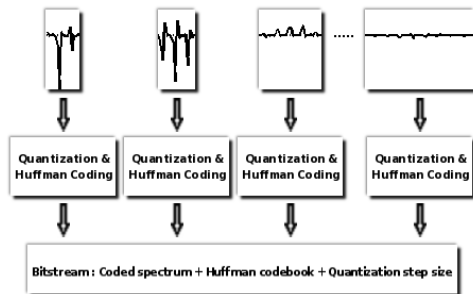 .....
Quantization &
Huffman Coding
Quantization &
Huffman Coding
Quantization &
Huffman Coding
Quantization &
Huffman Coding
Bitstream : Coded spectrum + Huffman codebook + Quantization step size